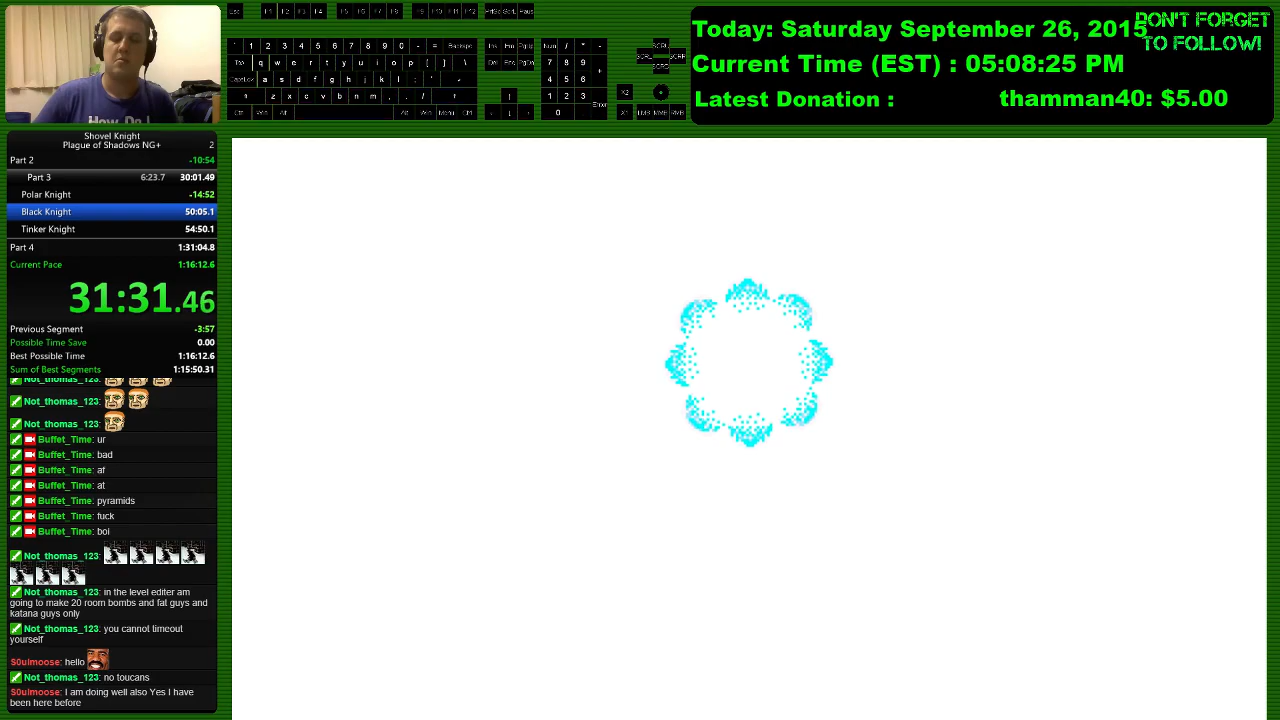 Today: Saturday September 26, 2015
Current Time (EST) : 05:08:25 PM
Latest Donation : thamman40: $5.00
DON'T FORGET
TO FOLLOW!
Shovel Knight
Plague of Shadows NG+ 2
Part 2 -10:54
Part 3 6:23.7 30:01.49
Polar Knight -14:52
Black Knight 50:05.1
Tinker Knight 54:50.1
Part 4 1:31:04.8
Current Pace 1:16:12.6
31:31.46
Previous Segment -3:57
Possible Time Save 0.00
Best Possible Time 1:16:12.6
Sum of Best Segments 1:15:50.31
Not_thomas_123:
Not_thomas_123:
Not_thomas_123:
Buffet_Time: ur
Buffet_Time: bad
Buffet_Time: af
Buffet_Time: at
Buffet_Time: pyramids
Buffet_Time: fuck
Buffet_Time: boi
Not_thomas_123:
Not_thomas_123: in the level editer am
going to make 20 room bombs and fat guys and
katana guys only
Not_thomas_123: you cannot timeout
yourself
S0ulmoose: hello
Not_thomas_123: no toucans
S0ulmoose: I am doing well also Yes I have
been here before